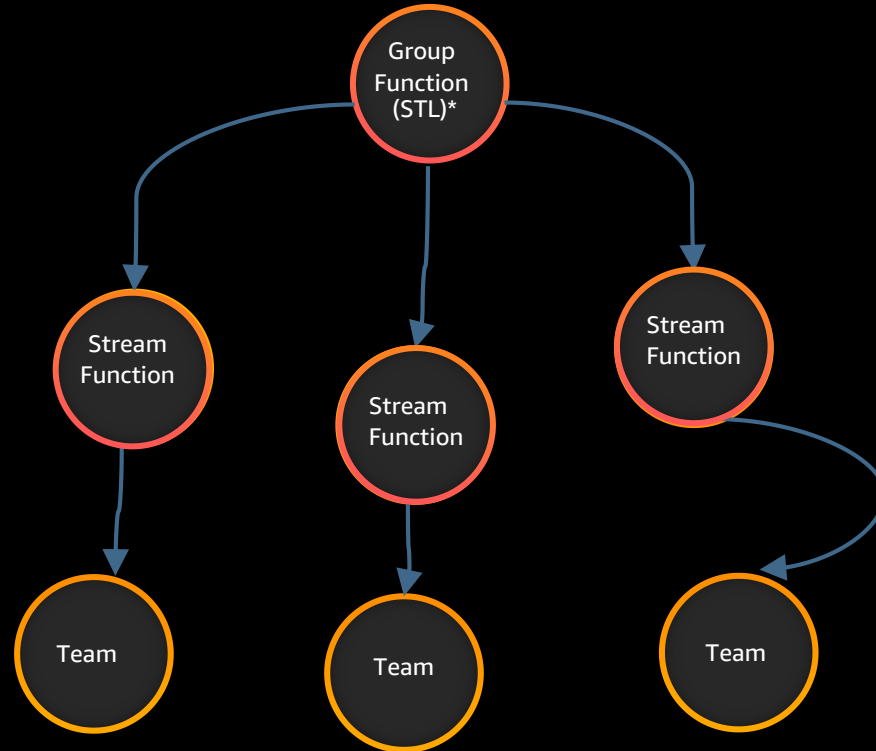 Group
Function
(STL)*
Stream
Function
Stream
Function
Stream
Function
Team
Team
Team